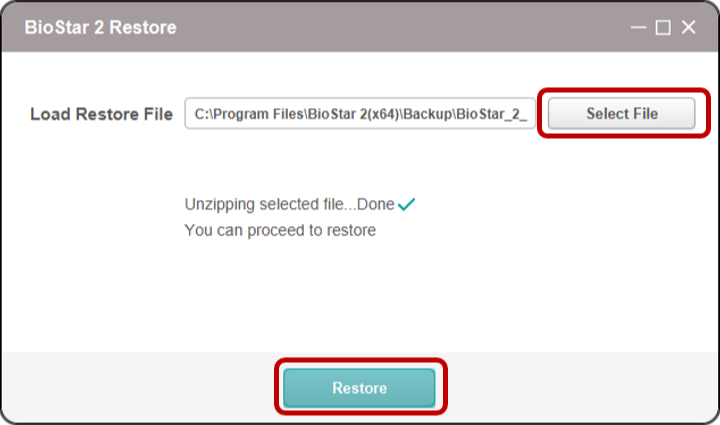 BioStar 2 Restore
Load Restore File C:\Program Files\BioStar 2(x64)\Backup\BioStar_2_ Select File
Unzipping selected file...Done
You can proceed to restore
Restore